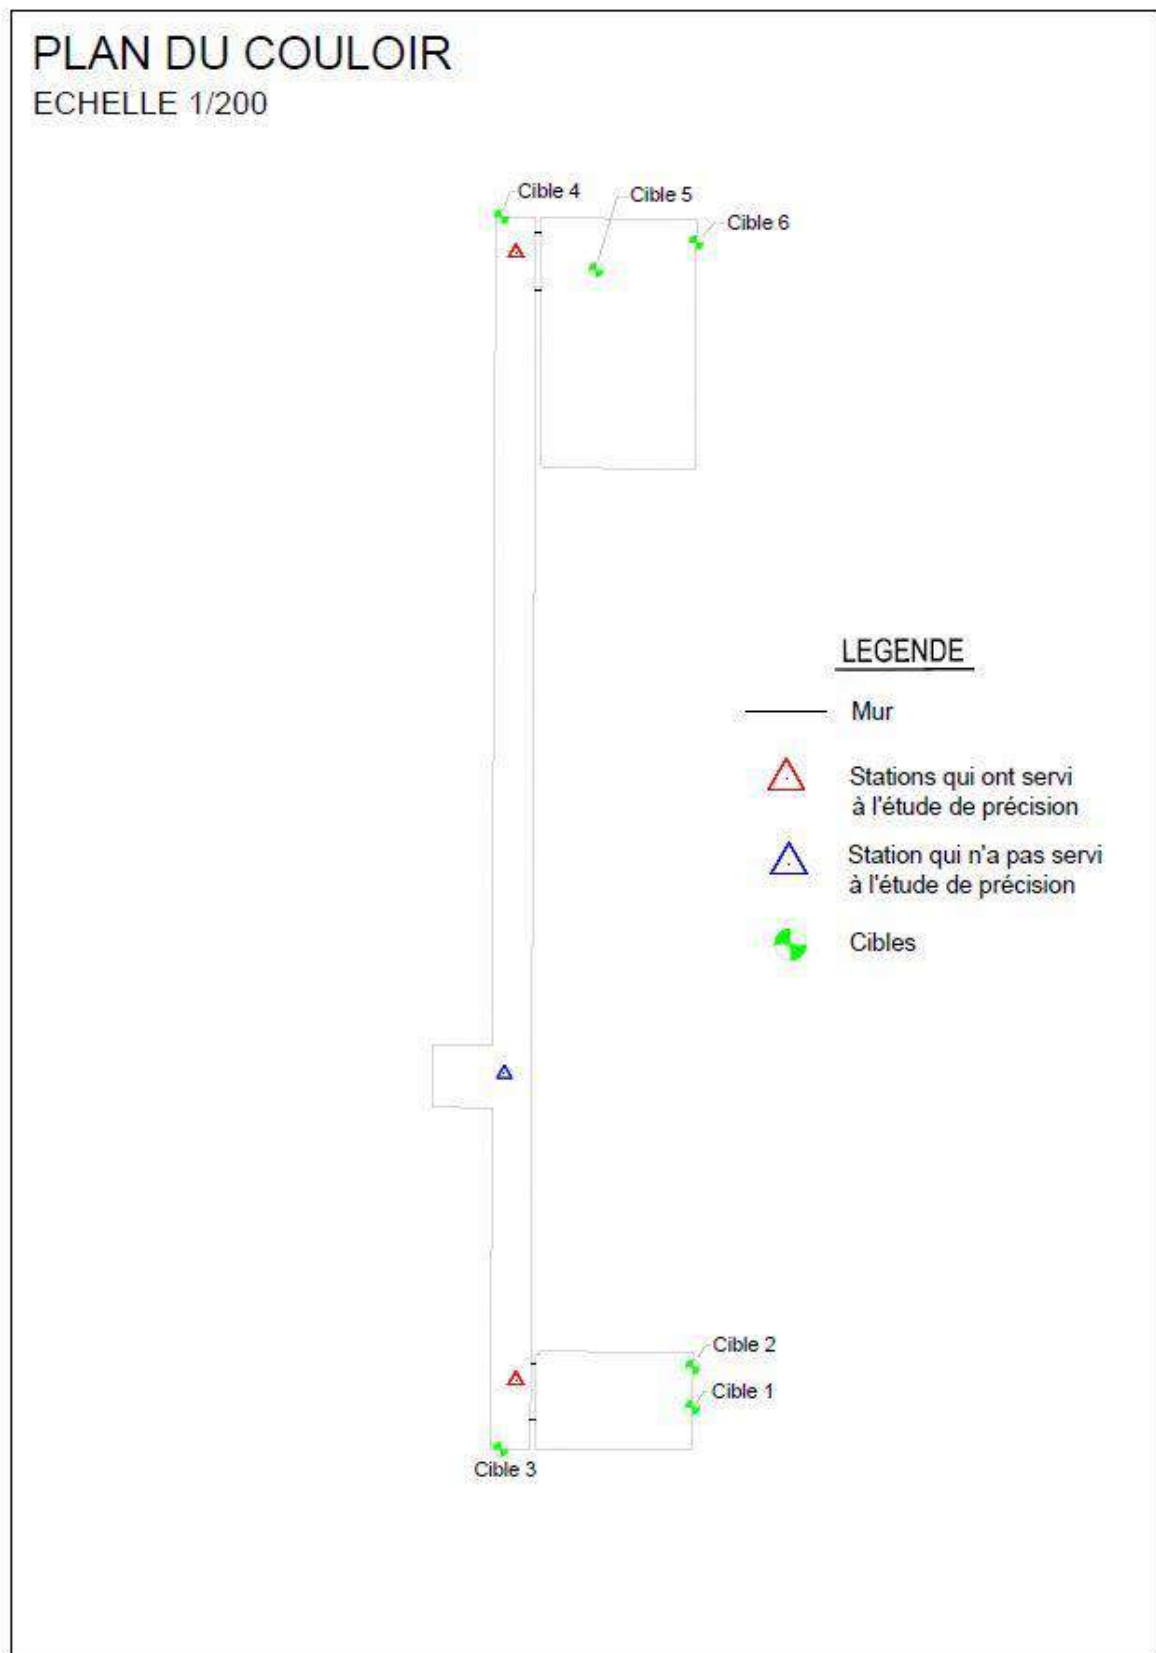 PLAN DU COULOIR
ECHELLE 1/200
Cible 4
Cible 5
Cible 6
LEGENDE
Mur
Stations qui ont servi
à l'étude de précision
Station qui n'a pas servi
à l'étude de précision
Cibles
Cible 2
Cible 1
Cible 3